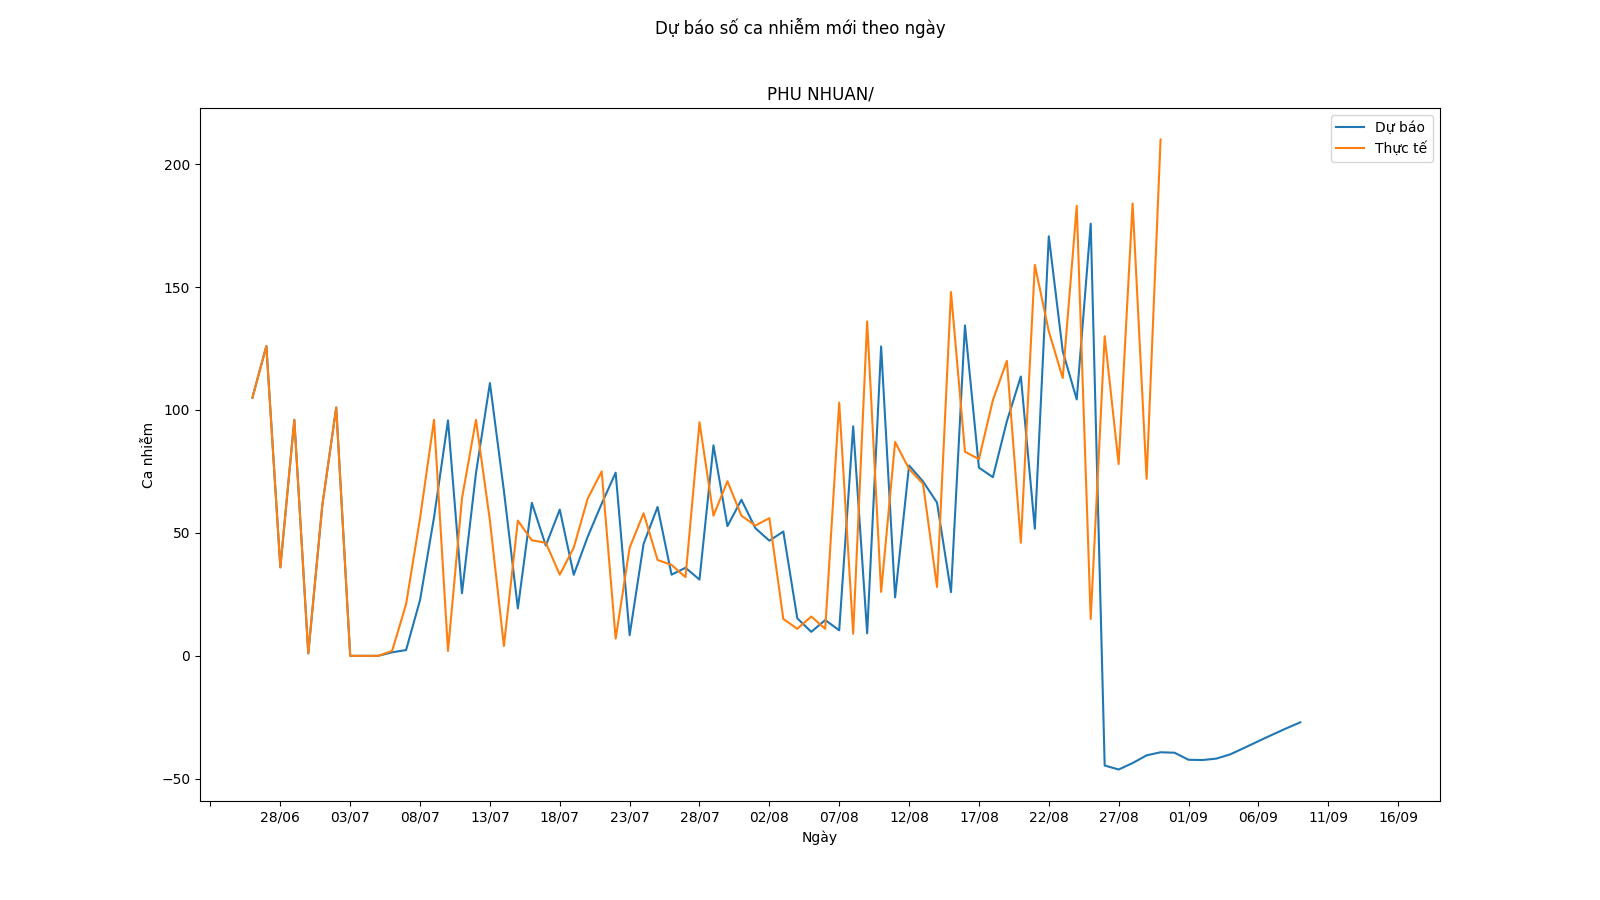 Dự báo số ca nhiễm mới theo ngày
PHU NHUAN/
Dự báo
Thực tế
200
150
100
50
0
−50
Ca nhiễm
28/06 03/07 08/07 13/07 18/07 23/07 28/07 02/08 07/08 12/08 17/08 22/08 27/08 01/09 06/09 11/09 16/09
Ngày